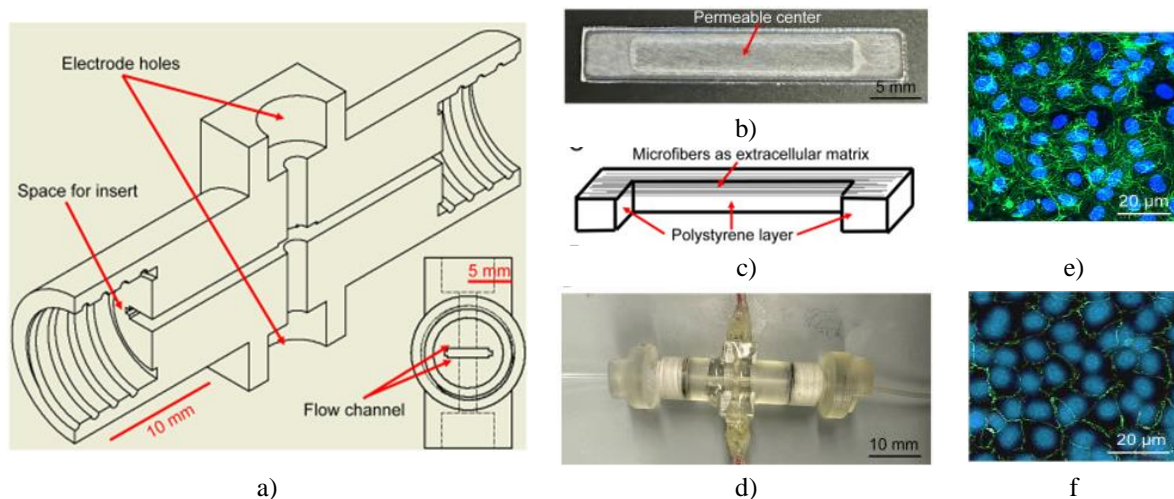 Electrode holes
Space for insert
10 mm
5 mm
Flow channel
a)
Permeable center
5 mm
b)
Microfibers as extracellular matrix
Polystyrene layer
c)
10 mm
d)
20 µm
e)
20 µm
f